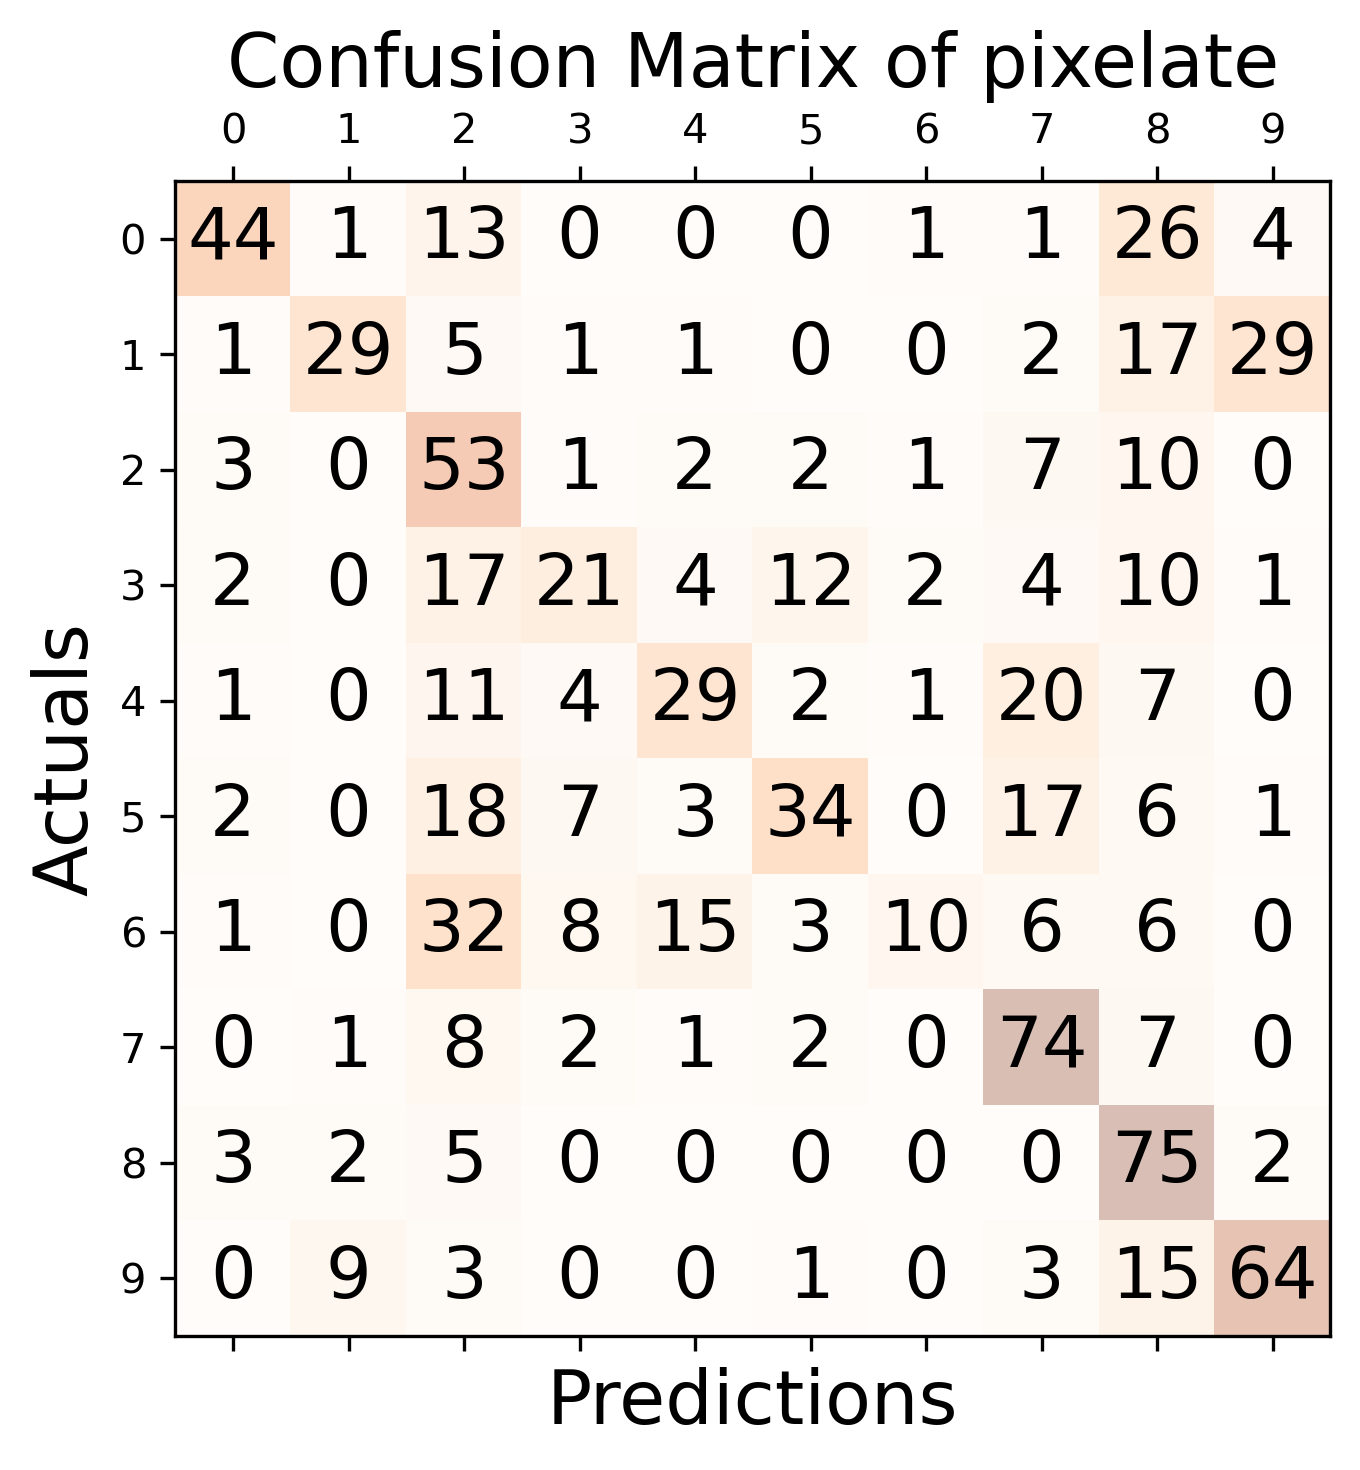 Confusion Matrix of pixelate
0 1 2 3 4 5 6 7 8 9
0 44 1 13 0 0 0 1 1 26 4
1 1 29 5 1 1 0 0 2 17 29
2 3 0 53 1 2 2 1 7 10 0
3 2 0 17 21 4 12 2 4 10 1
4 1 0 11 4 29 2 1 20 7 0
5 2 0 18 7 3 34 0 17 6 1
6 1 0 32 8 15 3 10 6 6 0
7 0 1 8 2 1 2 0 74 7 0
8 3 2 5 0 0 0 0 0 75 2
9 0 9 3 0 0 1 0 3 15 64
Actuals
Predictions